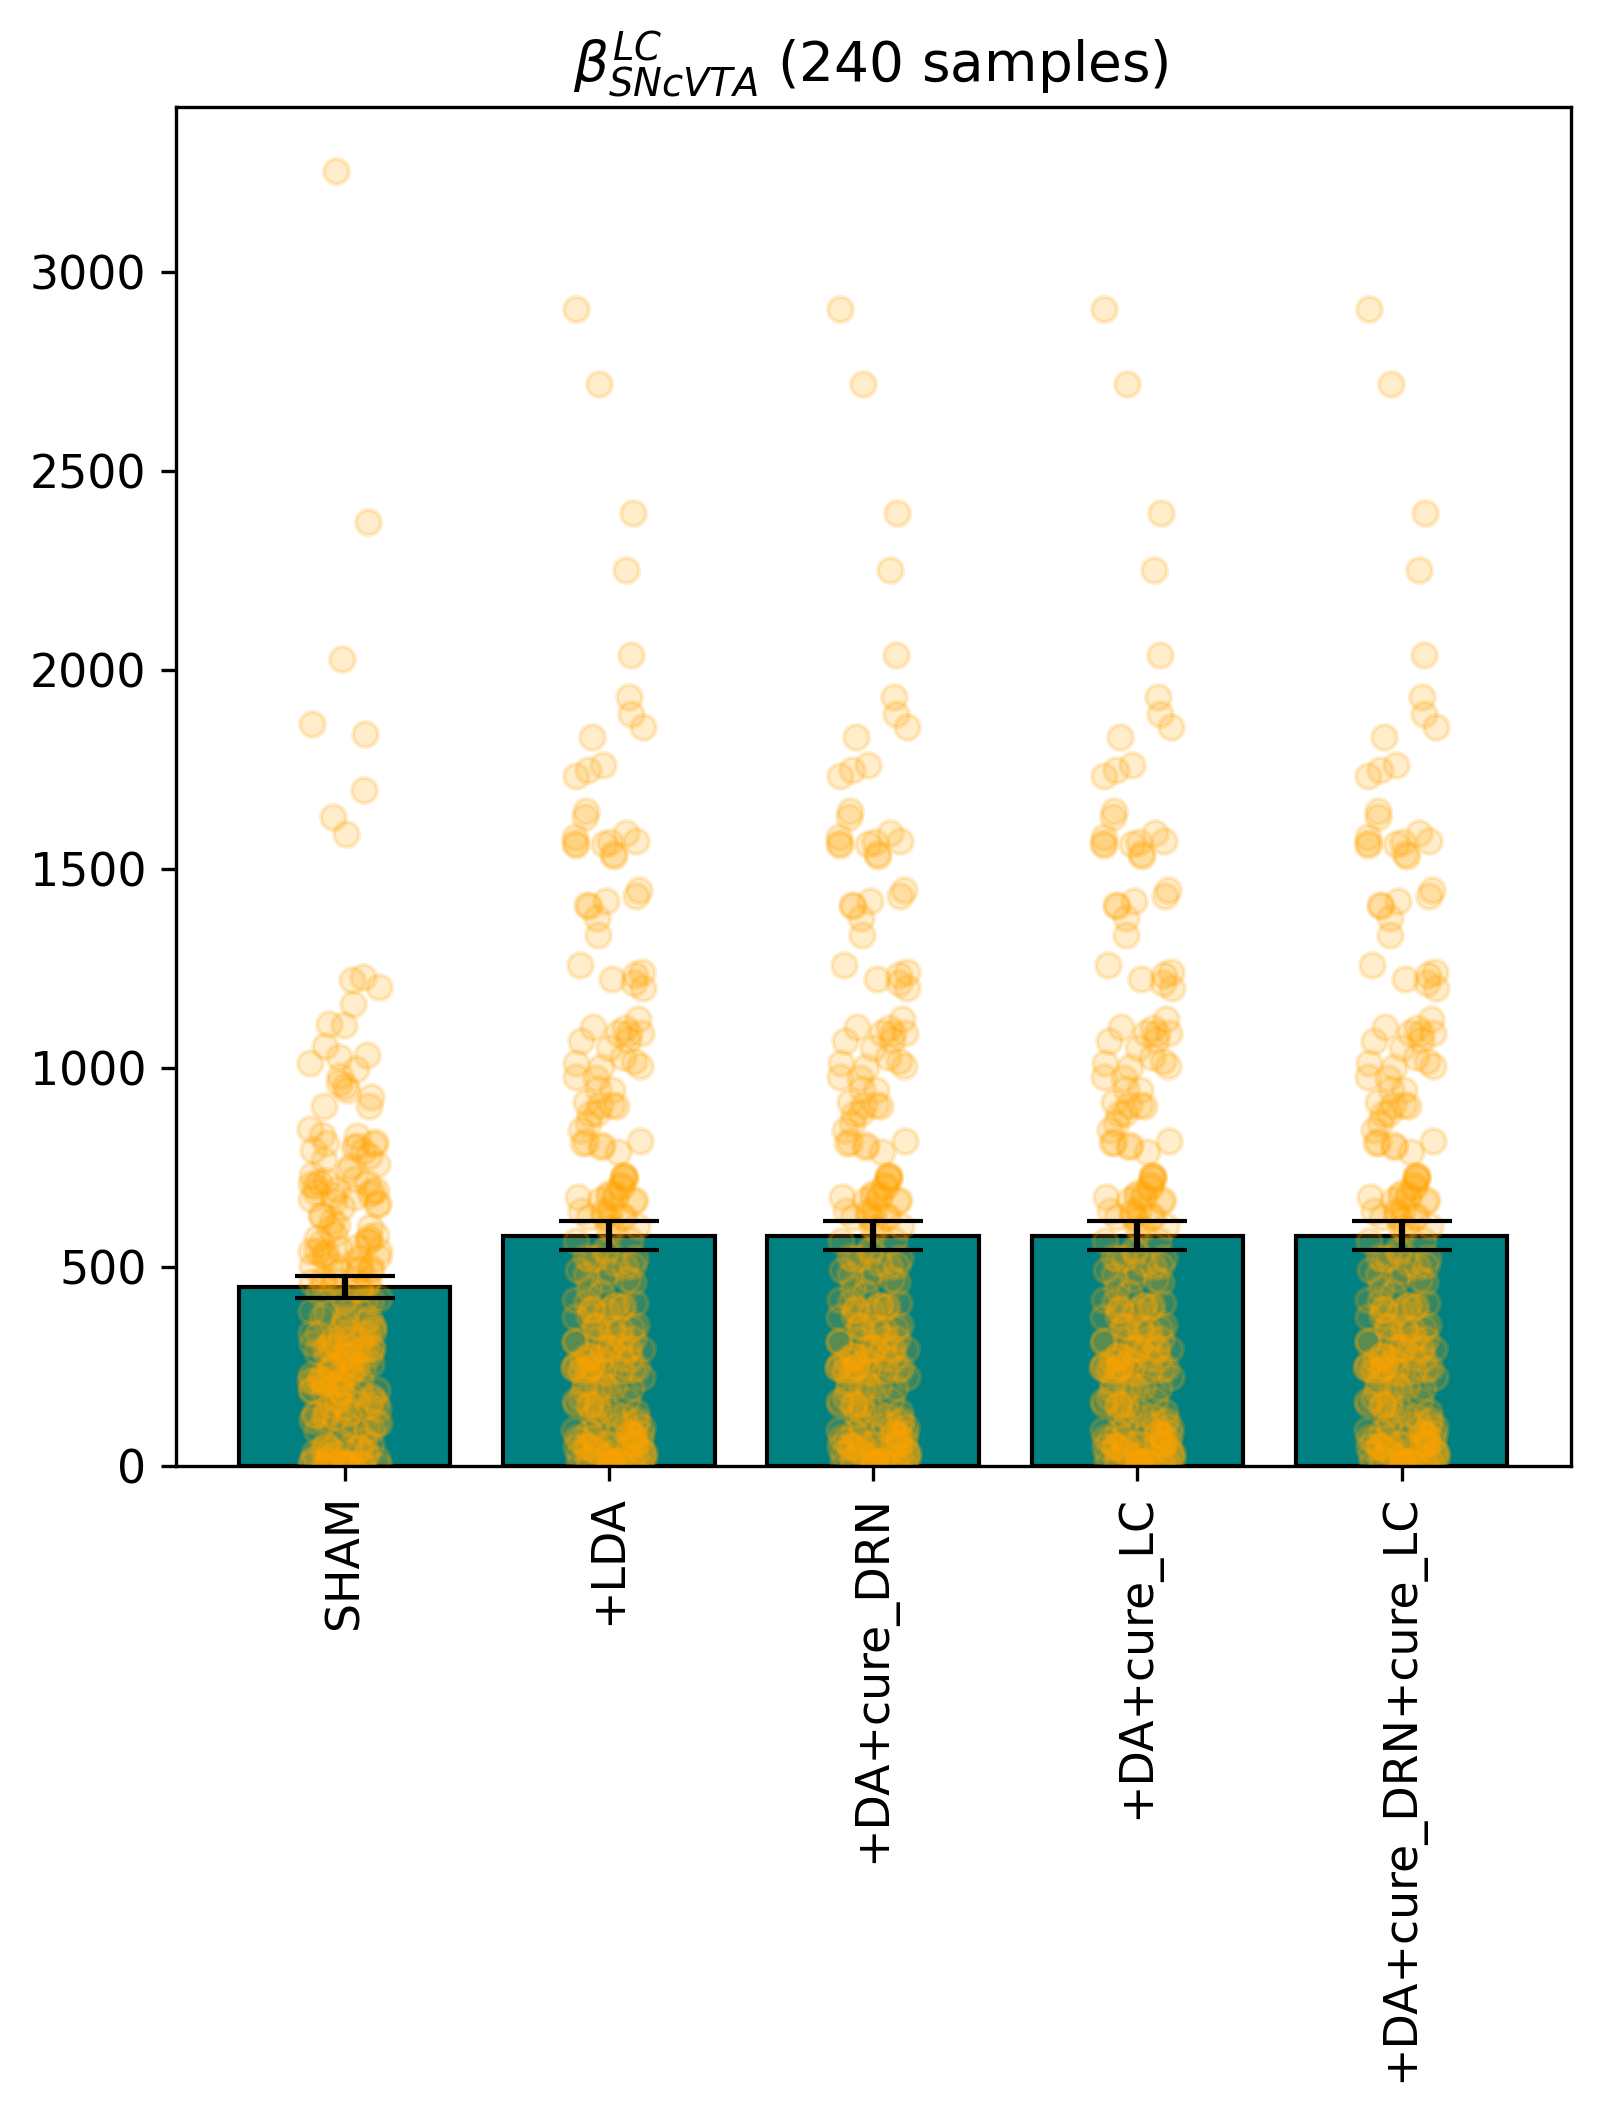 β_{SNcVTA}^{LC} (240 samples)
3000
2500
2000
1500
1000
500
0
SHAM
+LDA
+DA+cure_DRN
+DA+cure_LC
+DA+cure_DRN+cure_LC